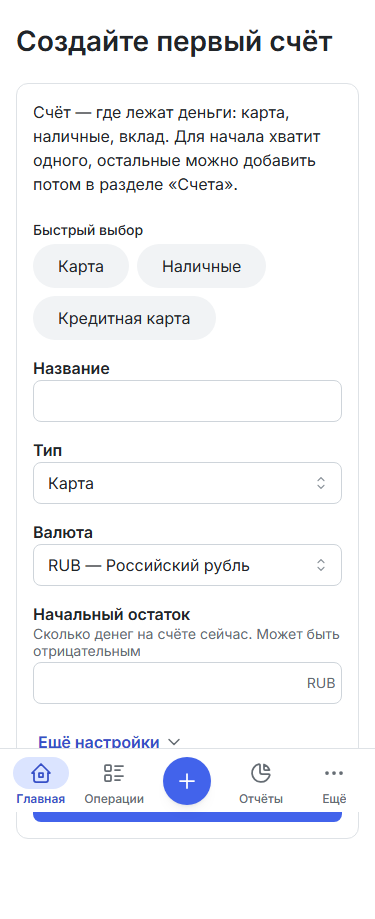 Создайте первый счёт
Счёт — где лежат деньги: карта,
наличные, вклад. Для начала хватит
одного, остальные можно добавить
потом в разделе «Счета».
Быстрый выбор
Карта
Наличные
Кредитная карта
Название
Тип
Карта
Валюта
RUB — Российский рубль
Начальный остаток
Сколько денег на счёте сейчас. Может быть
отрицательным
RUB
Ещё настройки
Главная
Операции
Отчёты
Ещё